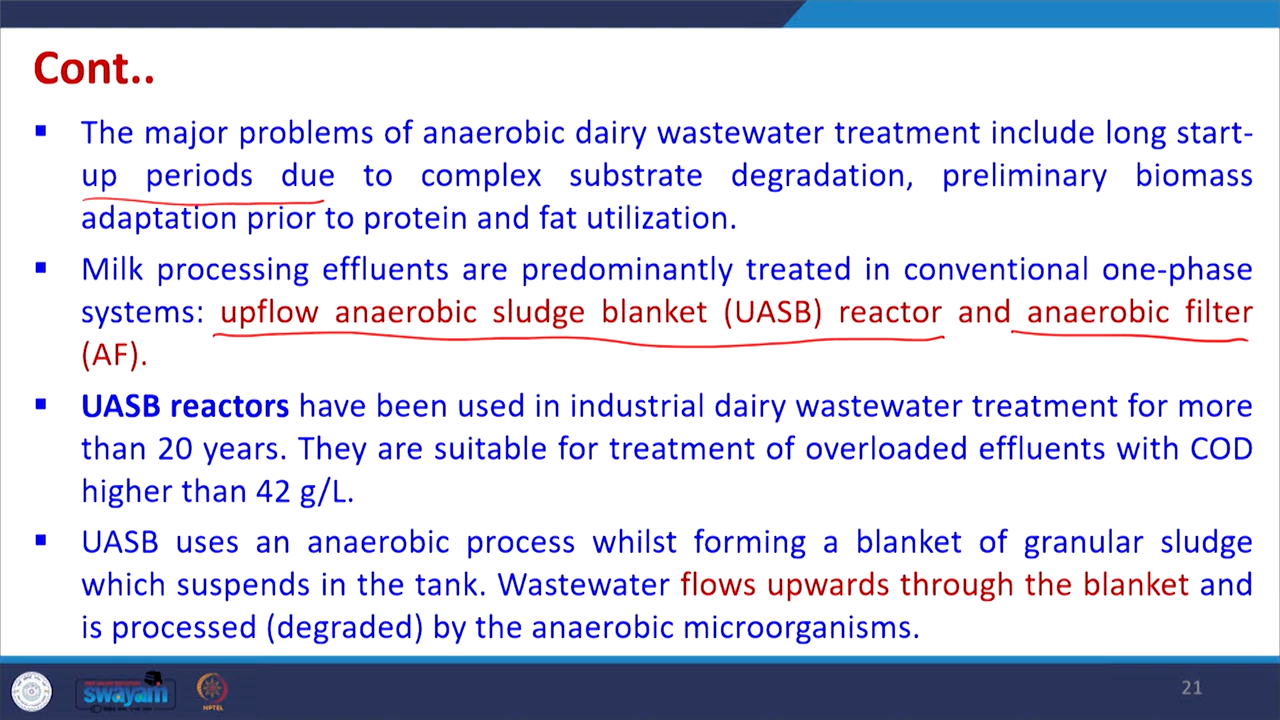 Cont..
▪ The major problems of anaerobic dairy wastewater treatment include long start-
up periods due to complex substrate degradation, preliminary biomass
adaptation prior to protein and fat utilization.
▪ Milk processing effluents are predominantly treated in conventional one-phase
systems: upflow anaerobic sludge blanket (UASB) reactor and anaerobic filter
(AF).
▪ UASB reactors have been used in industrial dairy wastewater treatment for more
than 20 years. They are suitable for treatment of overloaded effluents with COD
higher than 42 g/L.
▪ UASB uses an anaerobic process whilst forming a blanket of granular sludge
which suspends in the tank. Wastewater flows upwards through the blanket and
is processed (degraded) by the anaerobic microorganisms.
swayam
NPTEL
21